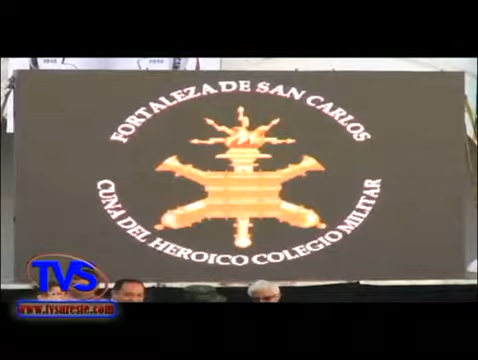 FORTALEZA DE SAN CARLOS
CUNA DEL HEROICO COLEGIO MILITAR
TVS
www.tvsureste.com